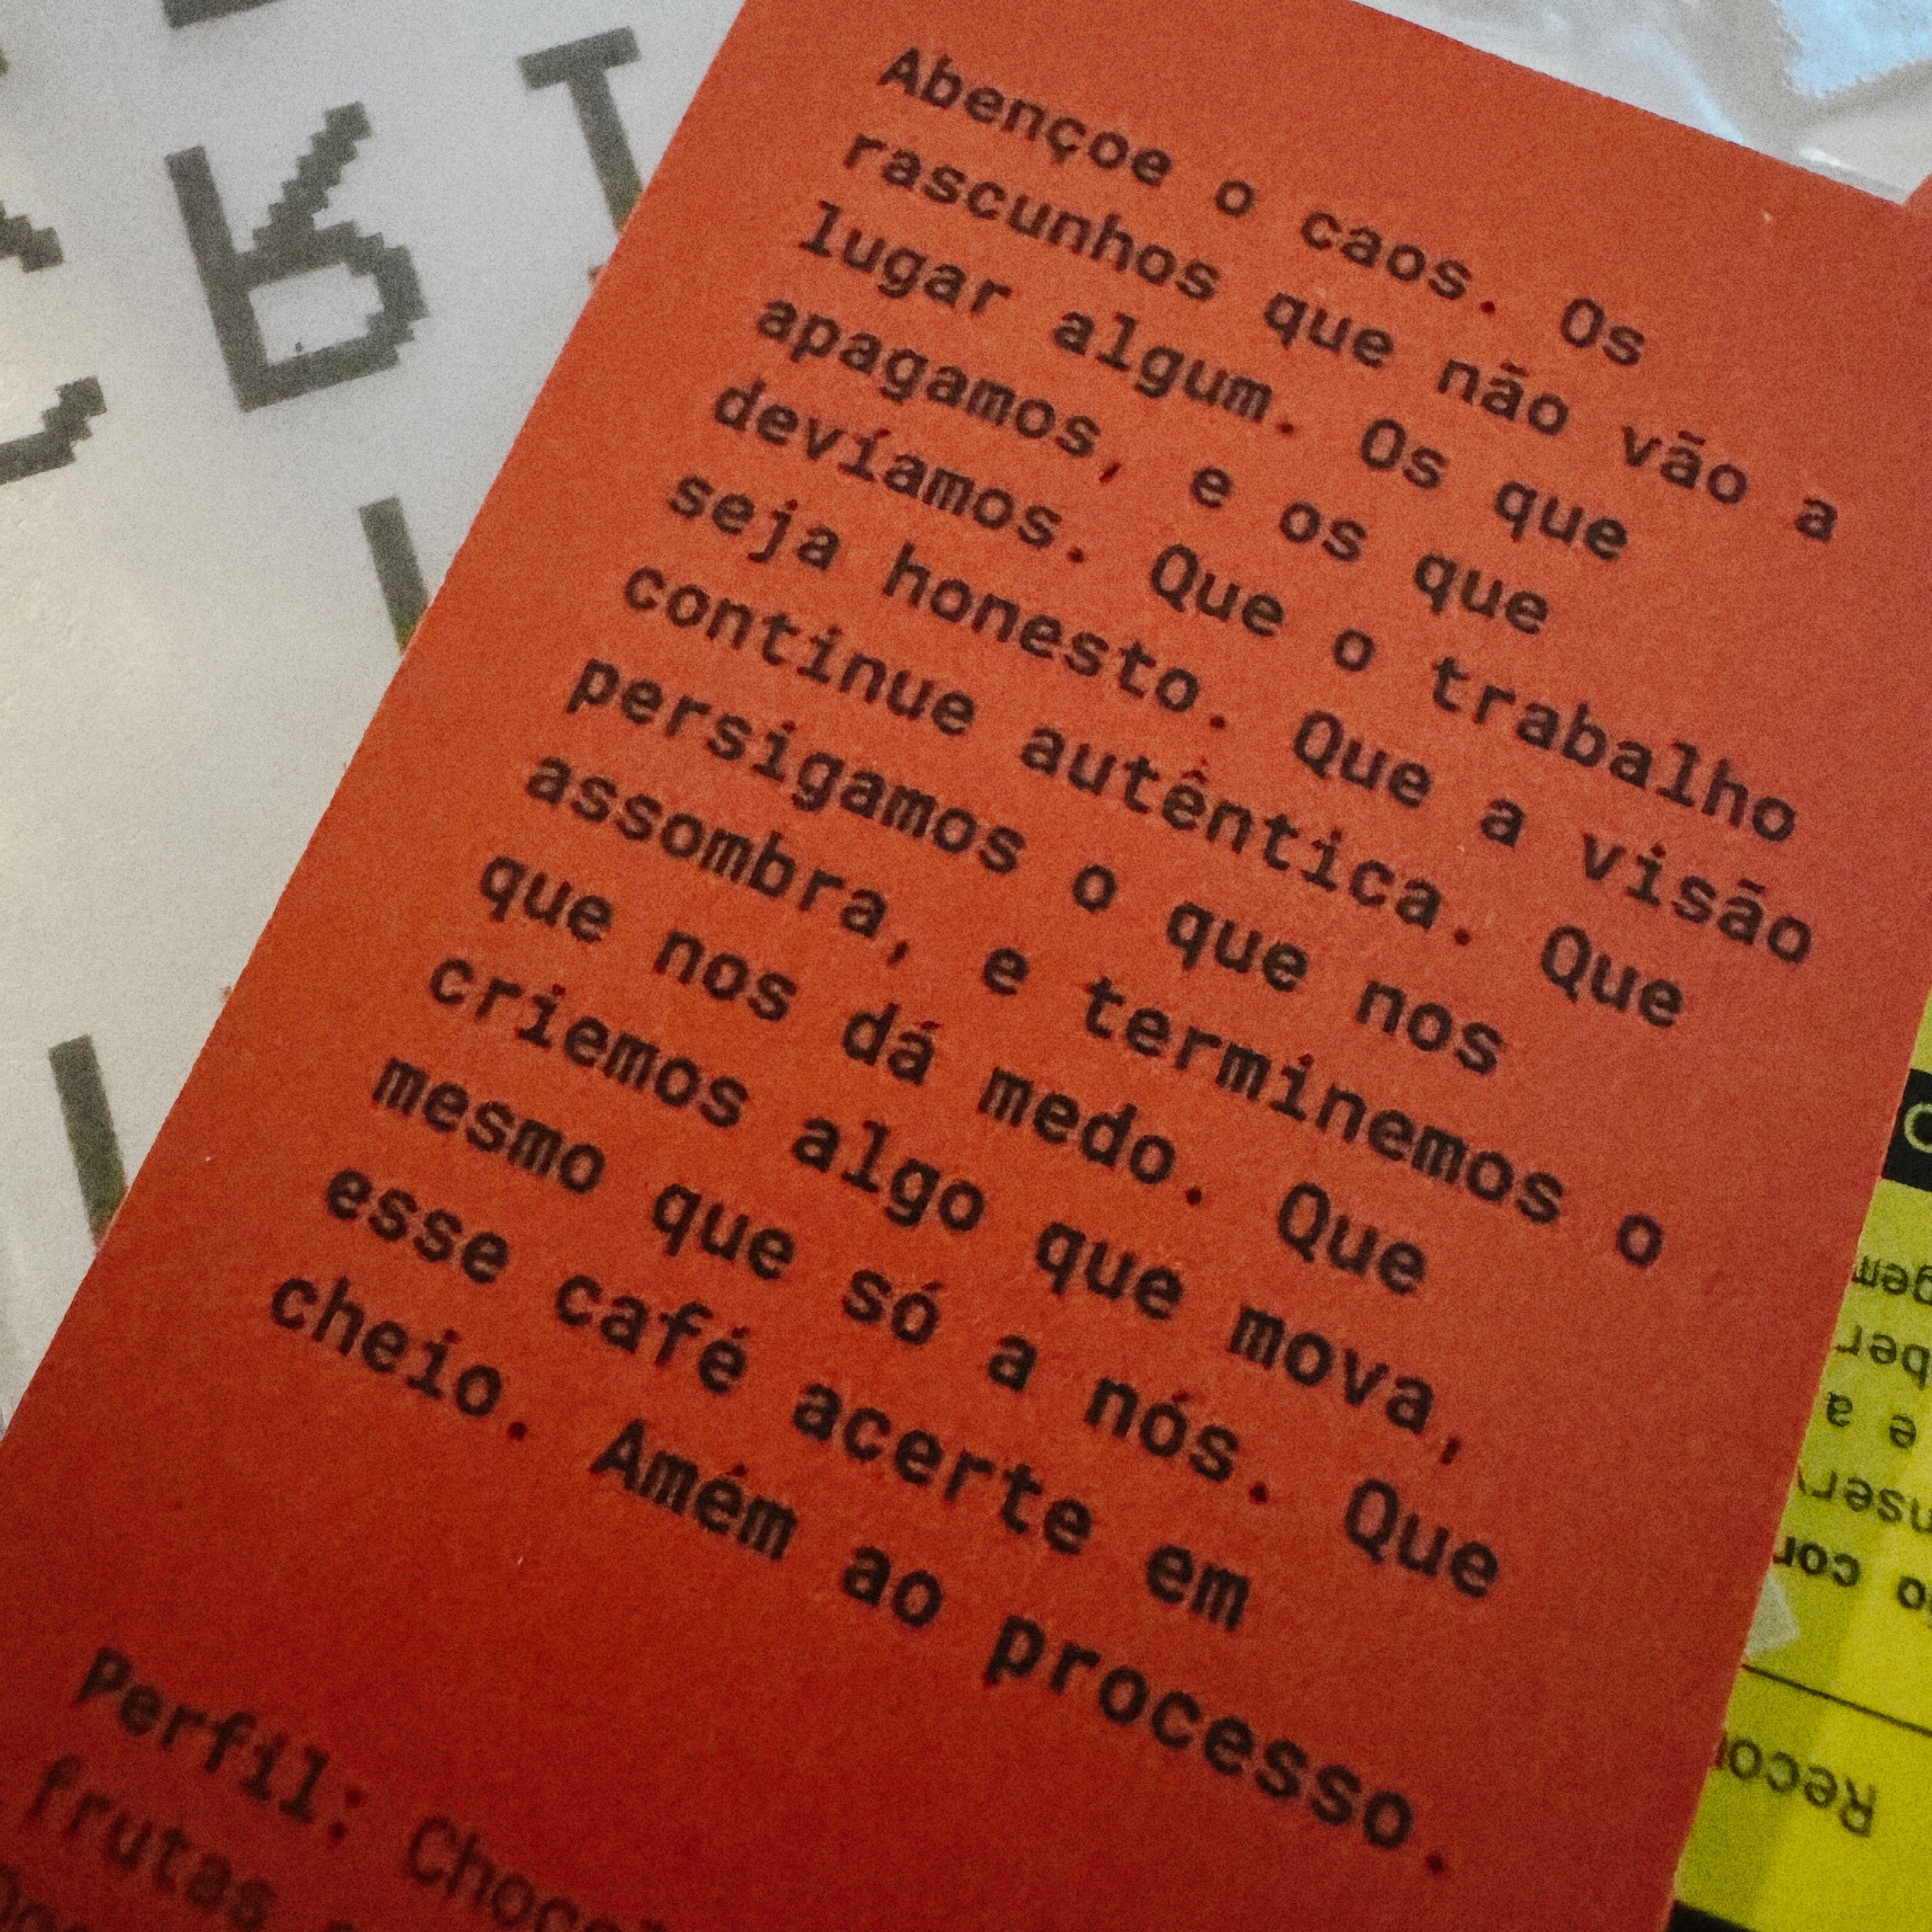 Abençoe o caos. Os
rascunhos que não vão a
lugar algum. Os que
apagamos, e os que
devíamos. Que o trabalho
seja honesto. Que a visão
continue autêntica. Que
persigamos o que nos
assombra, e terminemos o
que nos dá medo. Que
criemos algo que mova,
mesmo que só a nós. Que
esse café acerte em
cheio. Amém ao processo.
Perfil:
frutas